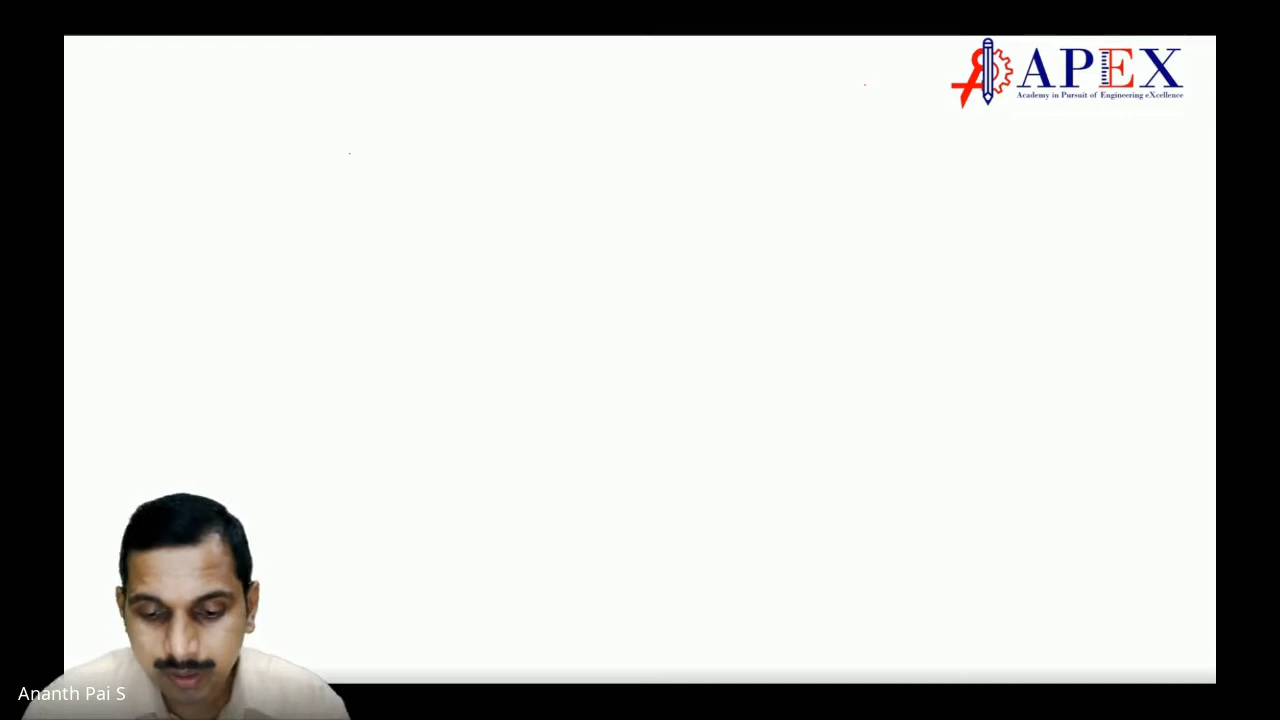 APEX
Academy in Pursuit of Engineering eXcellence
Ananth Pai S